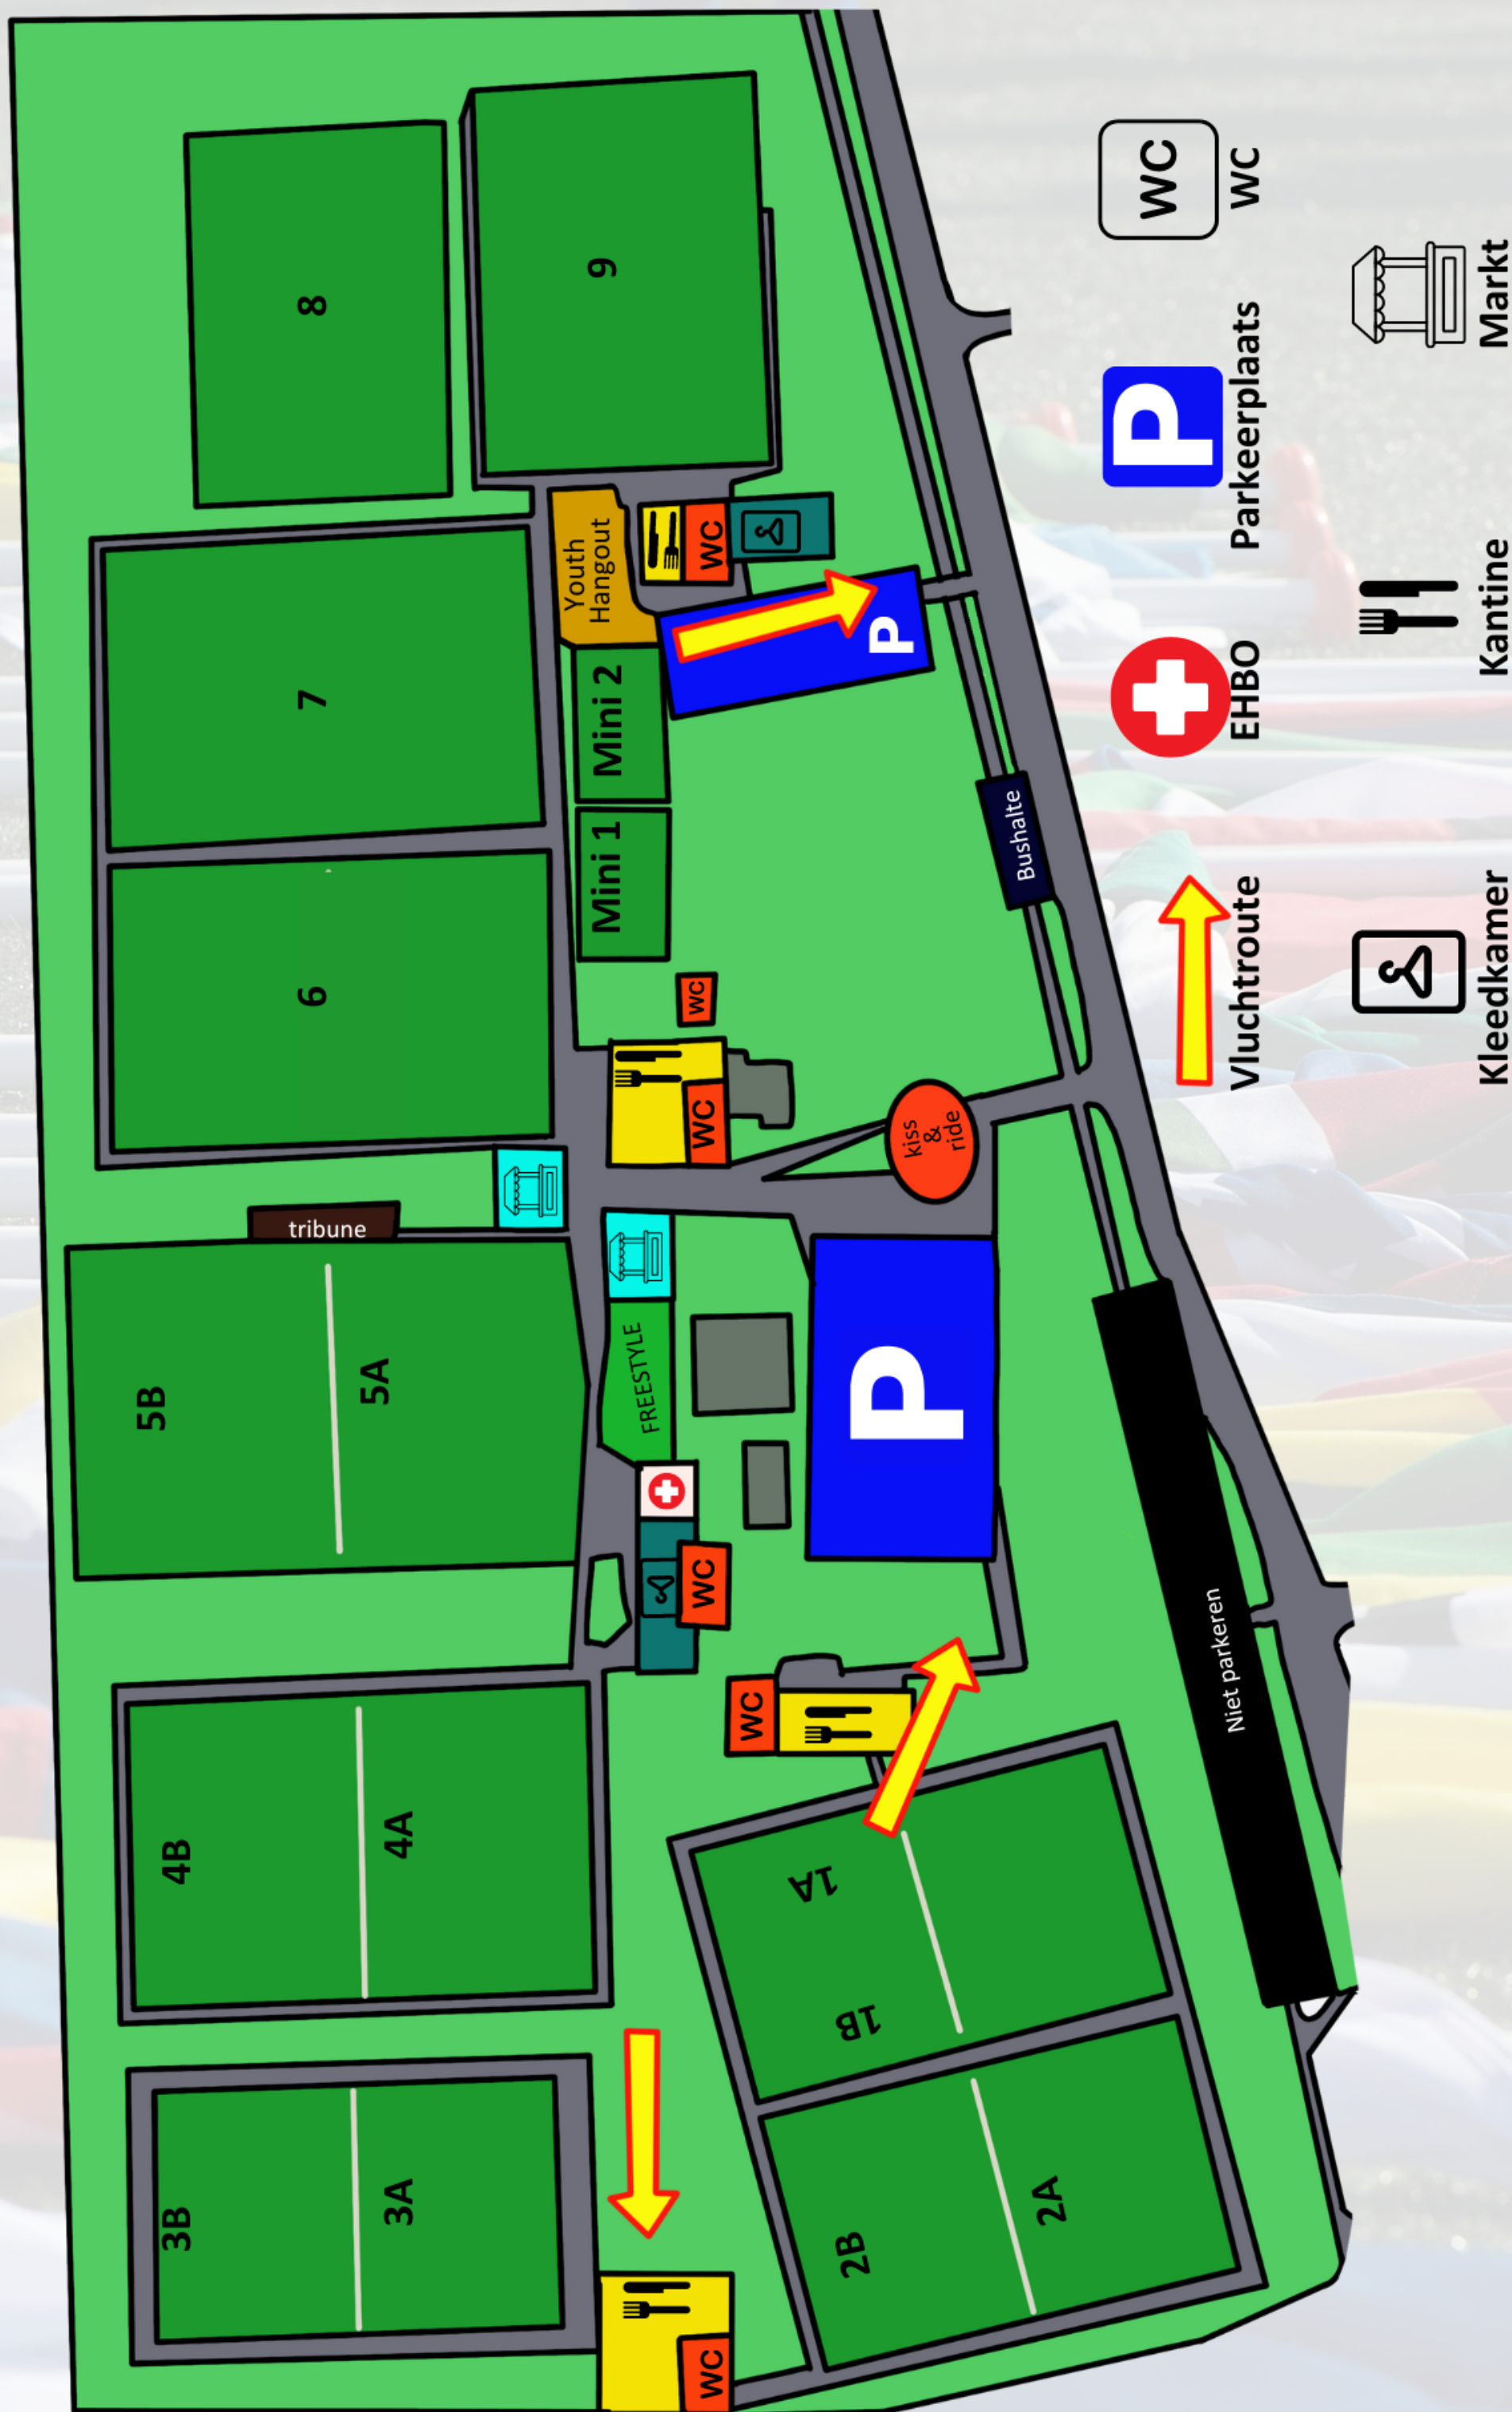 3B
3A
4B
4A
5B
5A
tribune
6
7
8
9
Youth
Hangout
Mini 1
Mini 2
WC
WC
WC
WC
WC
WC
FREESTYLE
1A
1B
2B
2A
P
P
kiss
&
ride
Bushalte
Niet parkeren
Vluchtroute
EHBO
P
Parkeerplaats
WC
WC
Kleedkamer
Kantine
Markt